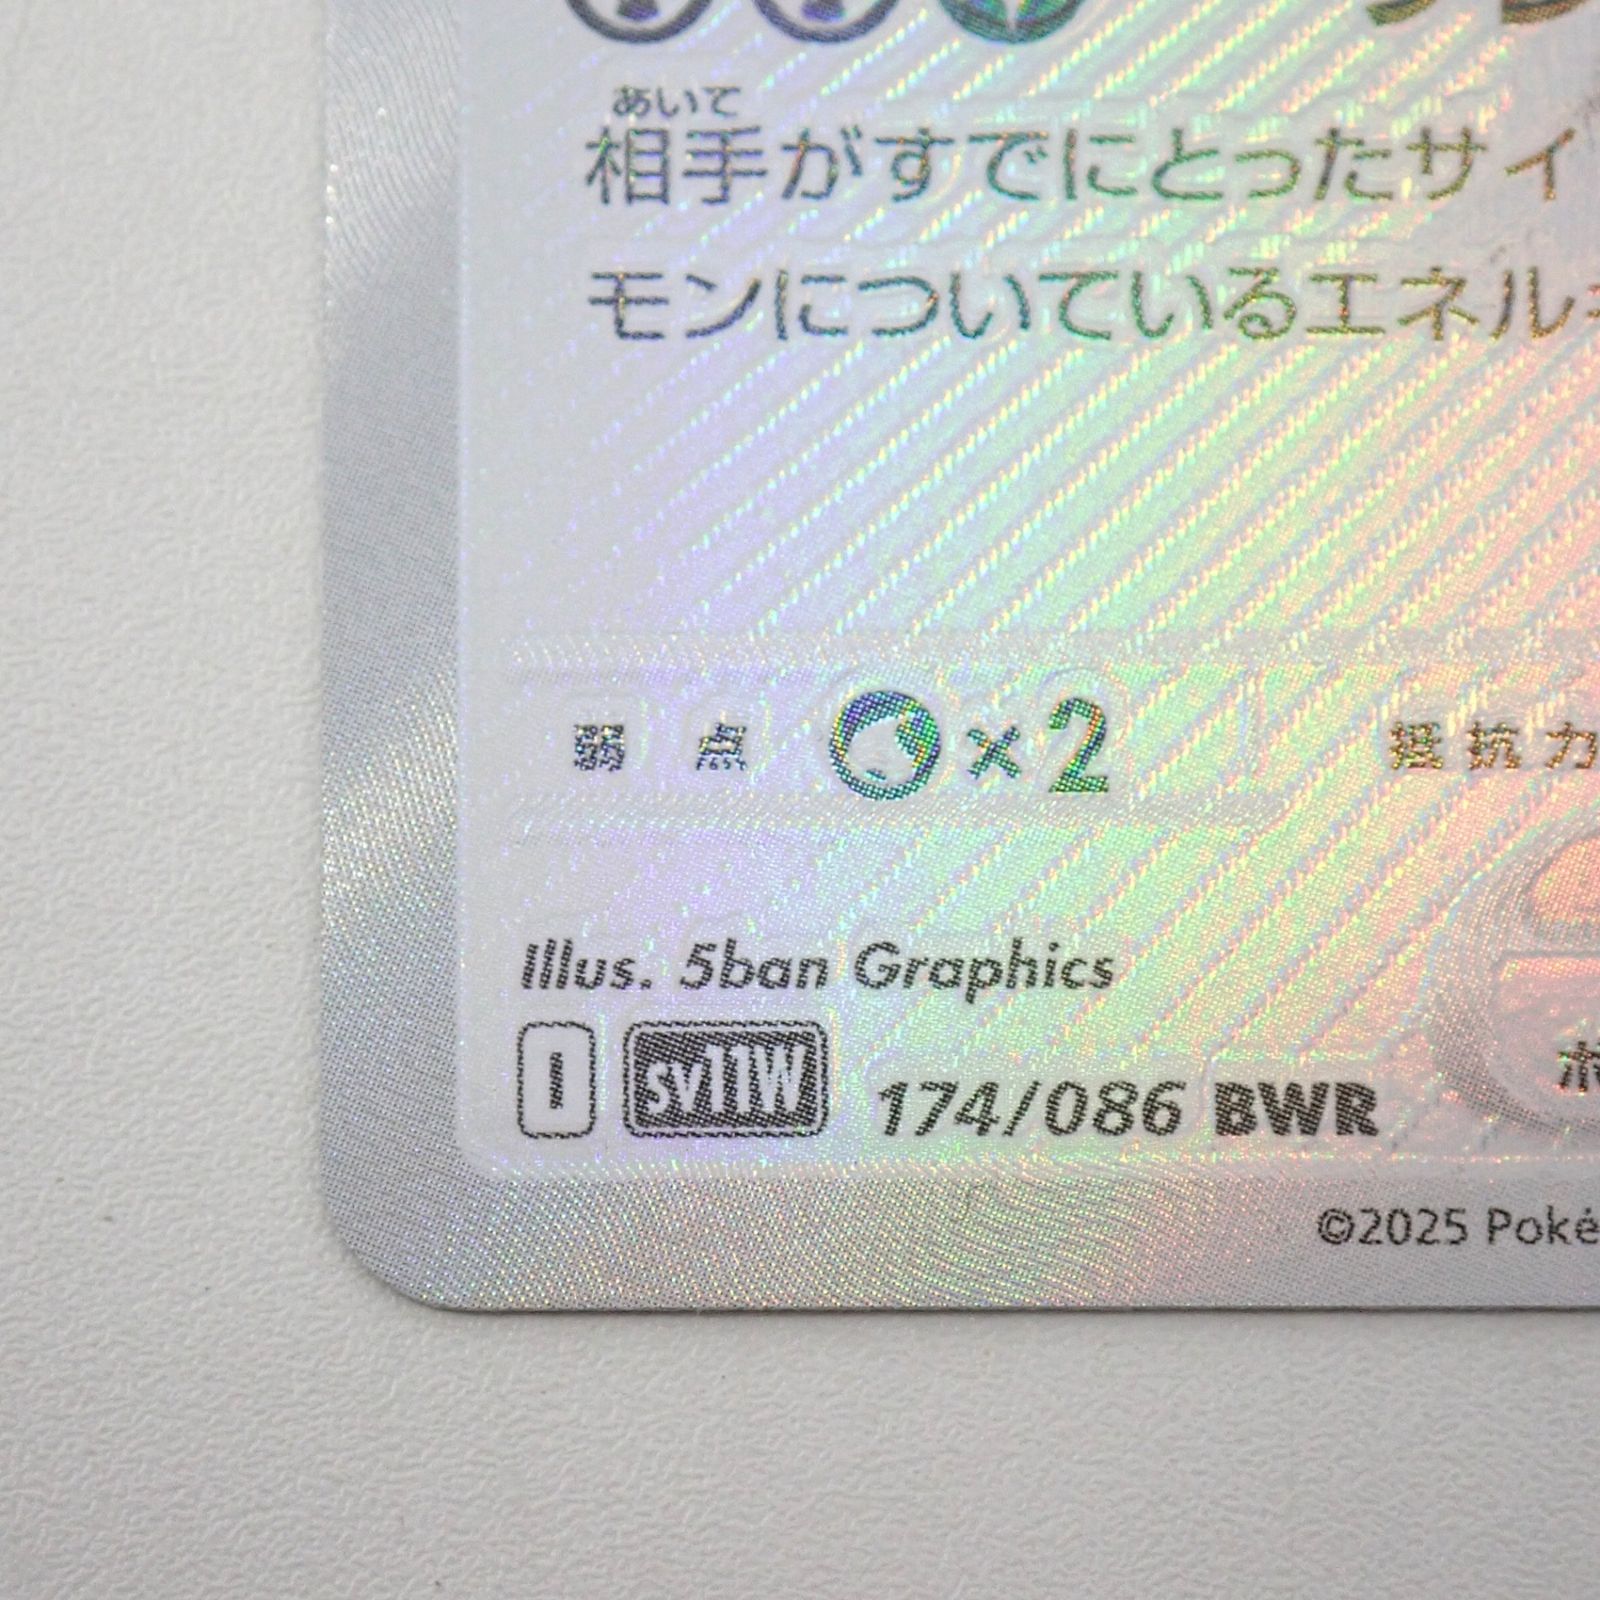 あいて
相手がすでにとったサイ
モンについているエネル
弱点 ×2 抵抗力
Illus. 5ban Graphics
I SV11W 174/086 BWR
©2025 Poké